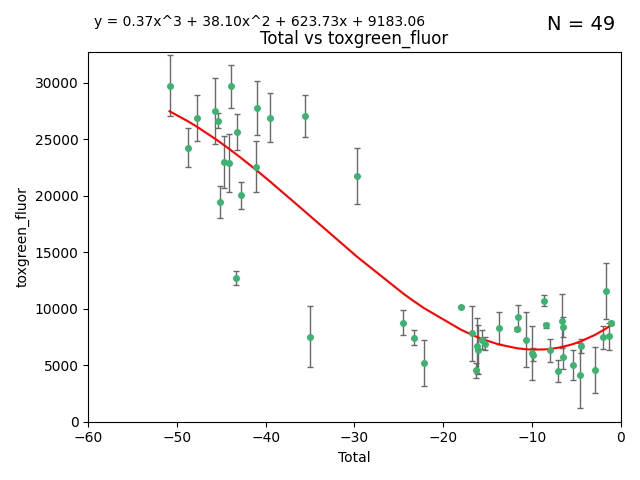 y = 0.37x^3 + 38.10x^2 + 623.73x + 9183.06
N = 49
Total vs toxgreen_fluor
30000
25000
20000
15000
10000
5000
0
toxgreen_fluor
−60 −50 −40 −30 −20 −10 0
Total